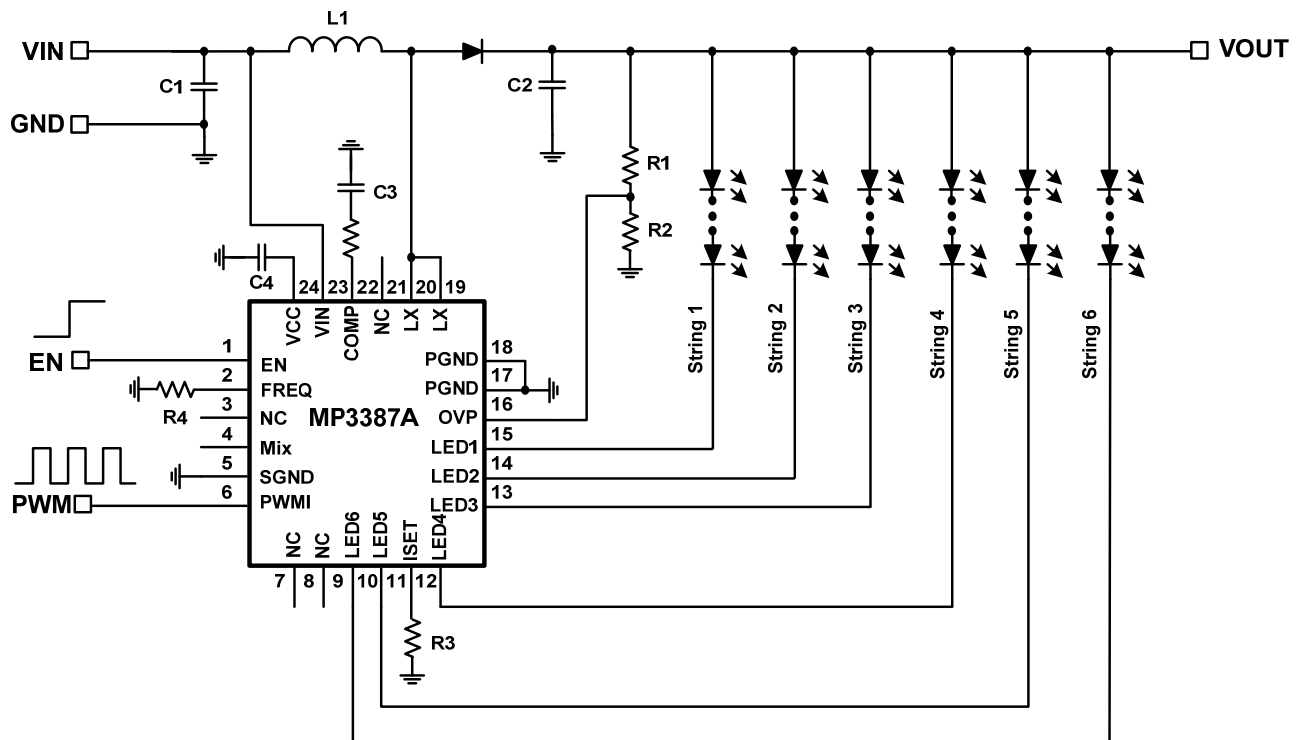 L1
VIN
VOUT
C1
C2
GND
R1
C3
R2
C4
24 23 22 21 20 19
VCC
VIN
COMP
NC
LX
LX
String 1
String 2
String 3
String 4
String 5
String 6
EN
1
EN
18
PGND
2
FREQ
17
PGND
R4
3
NC
MP3387A
16
OVP
4
Mix
15
LED1
5
SGND
14
LED2
PWM
6
PWMI
13
LED3
NC
NC
LED6
LED5
ISET
LED4
7 8 9 10 11 12
R3